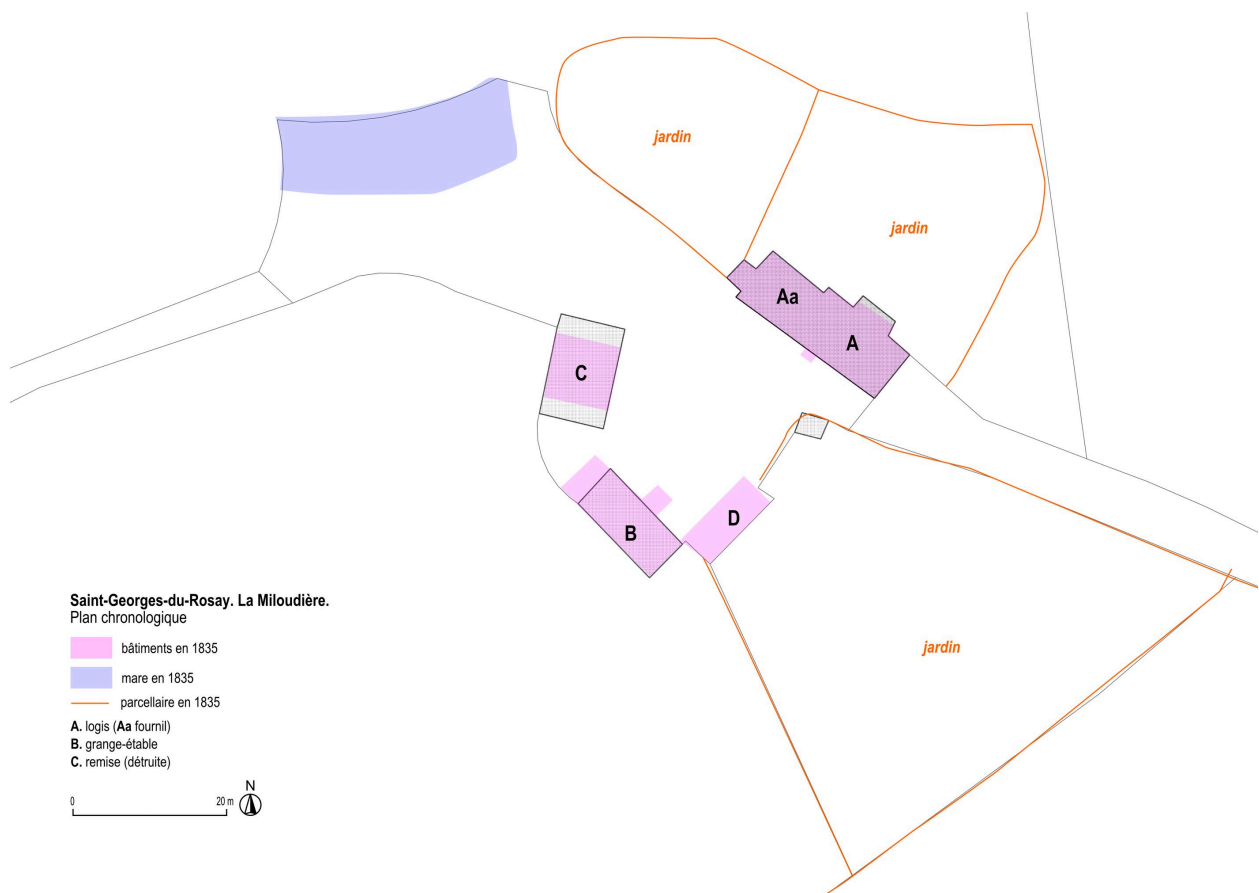 jardin
jardin
Aa
A
C
B
D
jardin
Saint-Georges-du-Rosay. La Miloudière.
Plan chronologique
bâtiments en 1835
mare en 1835
parcellaire en 1835
A. logis (Aa fournil)
B. grange-étable
C. remise (détruite)
0 20 m N